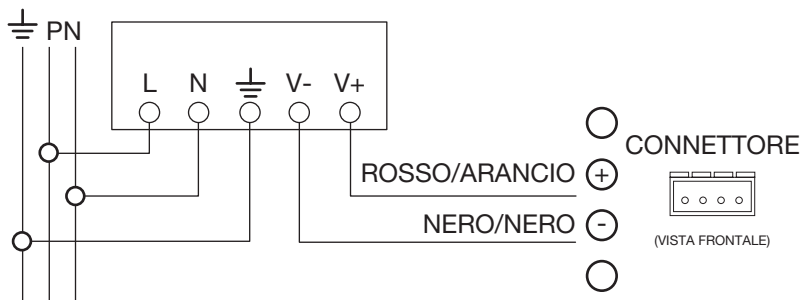 PN
L N V- V+
CONNETTORE
ROSSO/ARANCIO +
NERO/NERO -
(VISTA FRONTALE)